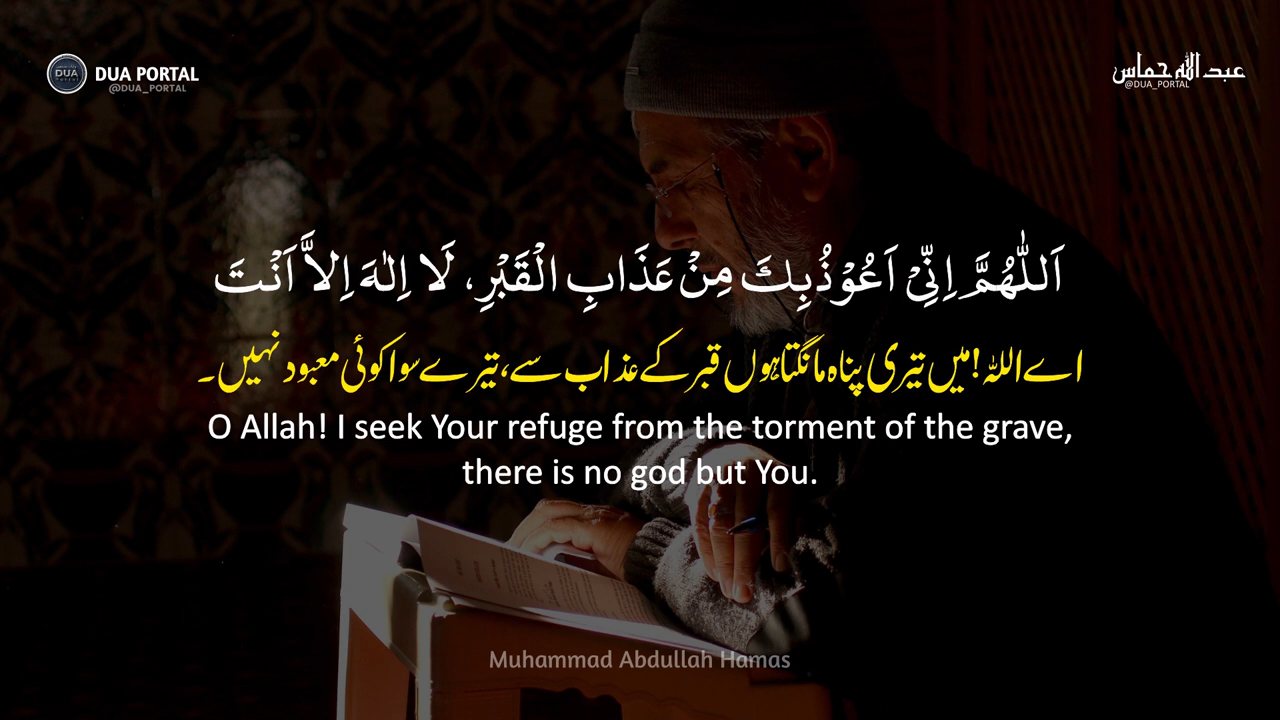 DUA PORTAL
@DUA_PORTAL
عبد الله حماس
@DUA_PORTAL
اَللّٰهُمَّ اِنِّیْ اَعُوْذُبِکَ مِنْ عَذَابِ الْقَبْرِ، لَا اِلٰهَ اِلاَّ اَنْتَ
اے اللہ! میں تیری پناہ مانگتا ہوں قبر کے عذاب سے، تیرے سوا کوئی معبود نہیں۔
O Allah! I seek Your refuge from the torment of the grave,
there is no god but You.
Muhammad Abdullah Hamas